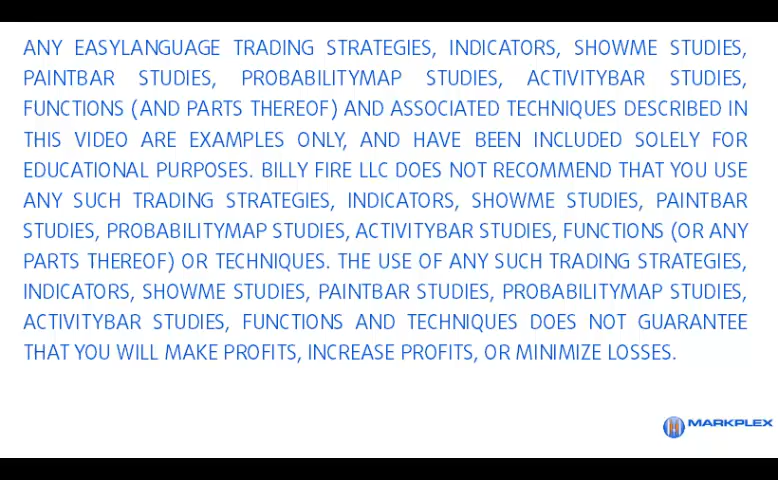 ANY EASYLANGUAGE TRADING STRATEGIES, INDICATORS, SHOWME STUDIES,
PAINTBAR STUDIES, PROBABILITYMAP STUDIES, ACTIVITYBAR STUDIES,
FUNCTIONS (AND PARTS THEREOF) AND ASSOCIATED TECHNIQUES DESCRIBED IN
THIS VIDEO ARE EXAMPLES ONLY, AND HAVE BEEN INCLUDED SOLELY FOR
EDUCATIONAL PURPOSES. BILLY FIRE LLC DOES NOT RECOMMEND THAT YOU USE
ANY SUCH TRADING STRATEGIES, INDICATORS, SHOWME STUDIES, PAINTBAR
STUDIES, PROBABILITYMAP STUDIES, ACTIVITYBAR STUDIES, FUNCTIONS (OR ANY
PARTS THEREOF) OR TECHNIQUES. THE USE OF ANY SUCH TRADING STRATEGIES,
INDICATORS, SHOWME STUDIES, PAINTBAR STUDIES, PROBABILITYMAP STUDIES,
ACTIVITYBAR STUDIES, FUNCTIONS AND TECHNIQUES DOES NOT GUARANTEE
THAT YOU WILL MAKE PROFITS, INCREASE PROFITS, OR MINIMIZE LOSSES.
MARKPLEX